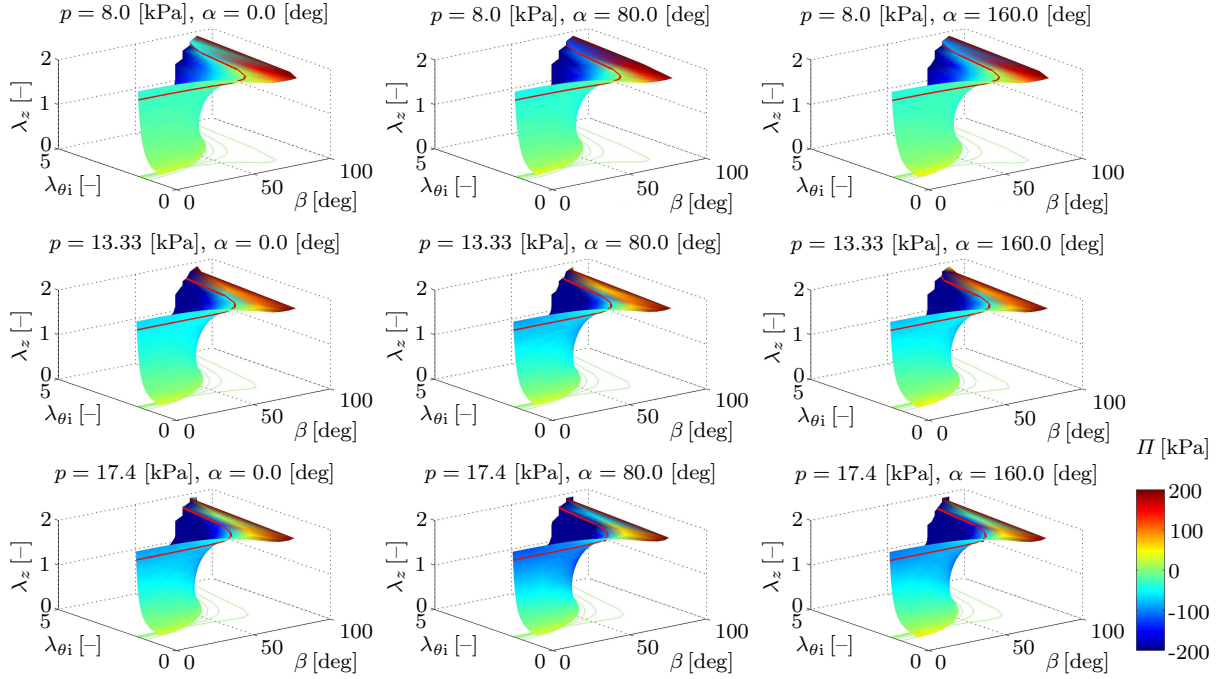 p = 8.0 [kPa], α = 0.0 [deg]
p = 8.0 [kPa], α = 80.0 [deg]
p = 8.0 [kPa], α = 160.0 [deg]
2
1
0
λz [–]
5
0
λθi [–]
0
50
100
β [deg]
2
1
0
λz [–]
5
0
λθi [–]
0
50
100
β [deg]
2
1
0
λz [–]
5
0
λθi [–]
0
50
100
β [deg]
p = 13.33 [kPa], α = 0.0 [deg]
p = 13.33 [kPa], α = 80.0 [deg]
p = 13.33 [kPa], α = 160.0 [deg]
2
1
0
λz [–]
5
0
λθi [–]
0
50
100
β [deg]
2
1
0
λz [–]
5
0
λθi [–]
0
50
100
β [deg]
2
1
0
λz [–]
5
0
λθi [–]
0
50
100
β [deg]
p = 17.4 [kPa], α = 0.0 [deg]
p = 17.4 [kPa], α = 80.0 [deg]
p = 17.4 [kPa], α = 160.0 [deg]
2
1
0
λz [–]
5
0
λθi [–]
0
50
100
β [deg]
2
1
0
λz [–]
5
0
λθi [–]
0
50
100
β [deg]
2
1
0
λz [–]
5
0
λθi [–]
0
50
100
β [deg]
Π [kPa]
200
100
0
-100
-200